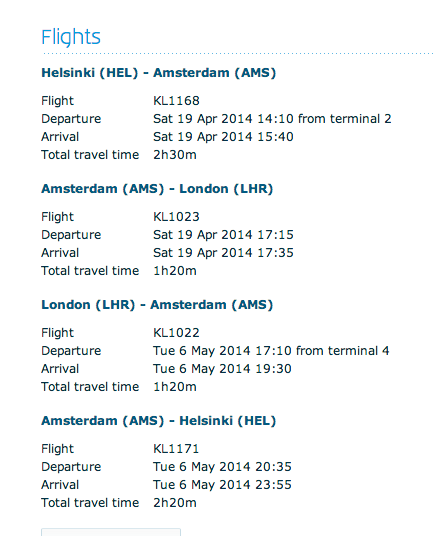 Flights
Helsinki (HEL) - Amsterdam (AMS)
Flight KL1168
Departure Sat 19 Apr 2014 14:10 from terminal 2
Arrival Sat 19 Apr 2014 15:40
Total travel time 2h30m
Amsterdam (AMS) - London (LHR)
Flight KL1023
Departure Sat 19 Apr 2014 17:15
Arrival Sat 19 Apr 2014 17:35
Total travel time 1h20m
London (LHR) - Amsterdam (AMS)
Flight KL1022
Departure Tue 6 May 2014 17:10 from terminal 4
Arrival Tue 6 May 2014 19:30
Total travel time 1h20m
Amsterdam (AMS) - Helsinki (HEL)
Flight KL1171
Departure Tue 6 May 2014 20:35
Arrival Tue 6 May 2014 23:55
Total travel time 2h20m